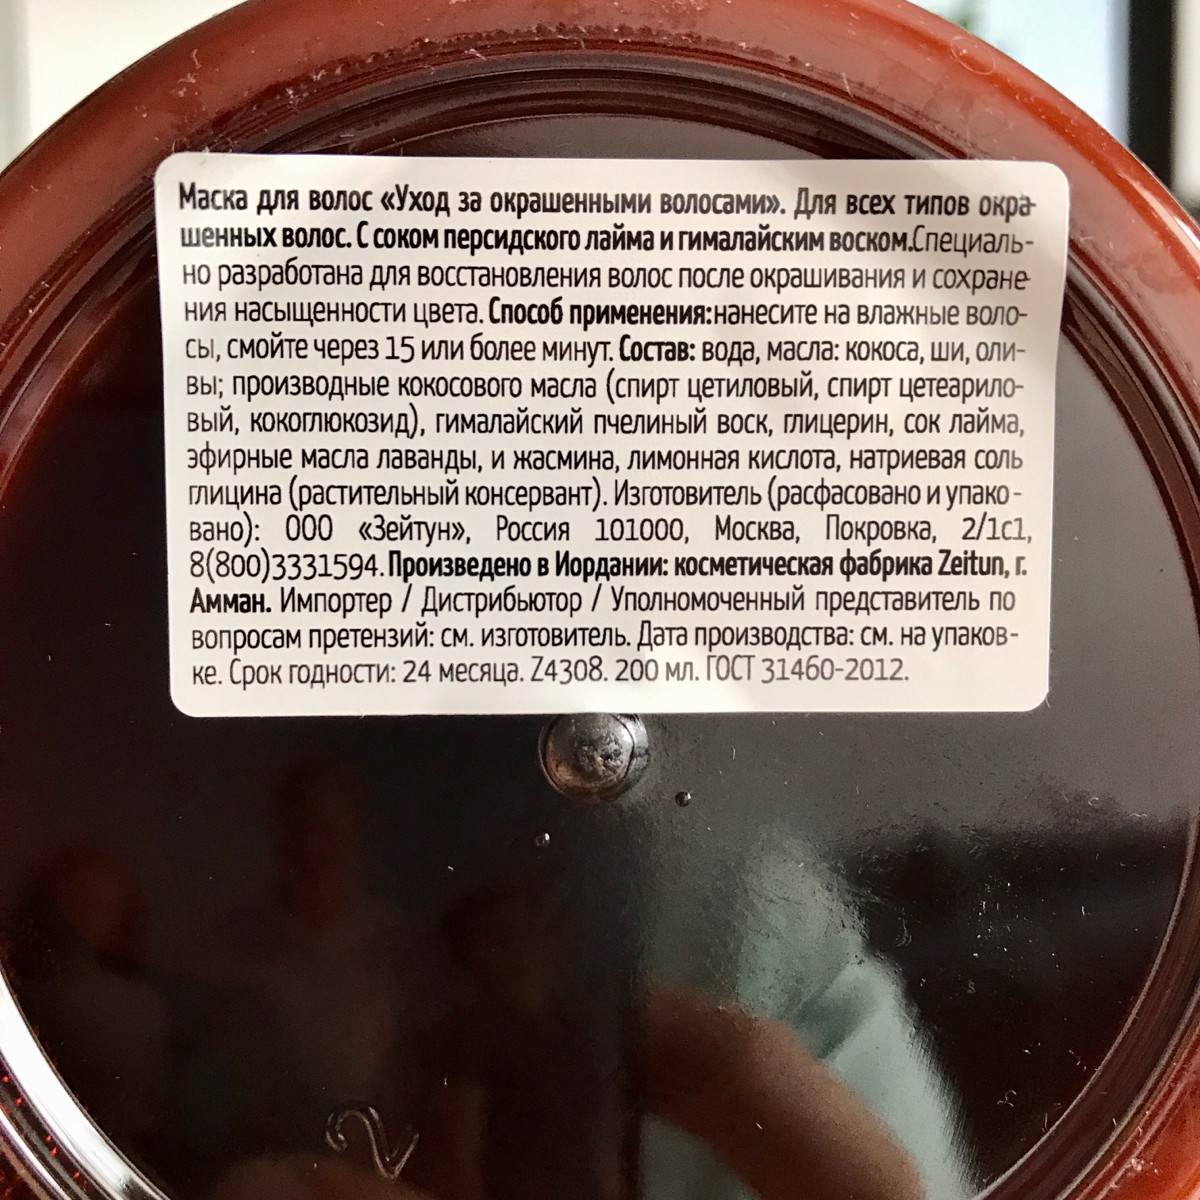 Маска для волос «Уход за окрашенными волосами». Для всех типов окра-
шенных волос. С соком персидского лайма и гималайским воском.Специаль-
но разработана для восстановления волос после окрашивания и сохране-
ния насыщенности цвета. Способ применения:нанесите на влажные воло-
сы, смойте через 15 или более минут. Состав: вода, масла: кокоса, ши, оли-
вы; производные кокосового масла (спирт цетиловый, спирт цетеарило-
вый, кокоглюкозид), гималайский пчелиный воск, глицерин, сок лайма,
эфирные масла лаванды, и жасмина, лимонная кислота, натриевая соль
глицина (растительный консервант). Изготовитель (расфасовано и упако-
вано): ООО «Зейтун», Россия 101000, Москва, Покровка, 2/1с1,
8(800)3331594. Произведено в Иордании: косметическая фабрика Zeitun, г.
Амман. Импортер / Дистрибьютор / Уполномоченный представитель по
вопросам претензий: см. изготовитель. Дата производства: см. на упаков-
ке. Срок годности: 24 месяца. Z4308. 200 мл. ГОСТ 31460-2012.
2